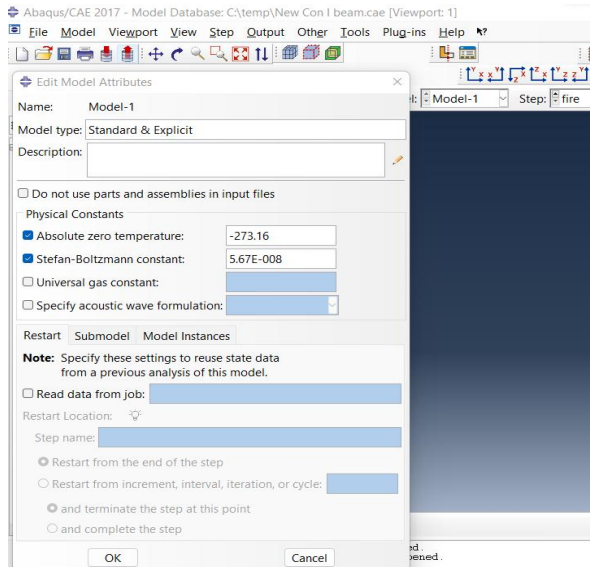 Abaqus/CAE 2017 - Model Database: C:\temp\New Con I beam.cae [Viewport: 1]
File Model Viewport View Step Output Other Tools Plug-ins Help
Edit Model Attributes
Model-1 Step: fire
Name: Model-1
Model type: Standard & Explicit
Description:
Do not use parts and assemblies in input files
Physical Constants
Absolute zero temperature: -273.16
Stefan-Boltzmann constant: 5.67E-008
Universal gas constant:
Specify acoustic wave formulation:
Restart Submodel Model Instances
Note: Specify these settings to reuse state data
from a previous analysis of this model.
Read data from job:
Restart Location:
Step name:
Restart from the end of the step
Restart from increment, interval, iteration, or cycle:
and terminate the step at this point
and complete the step
OK Cancel